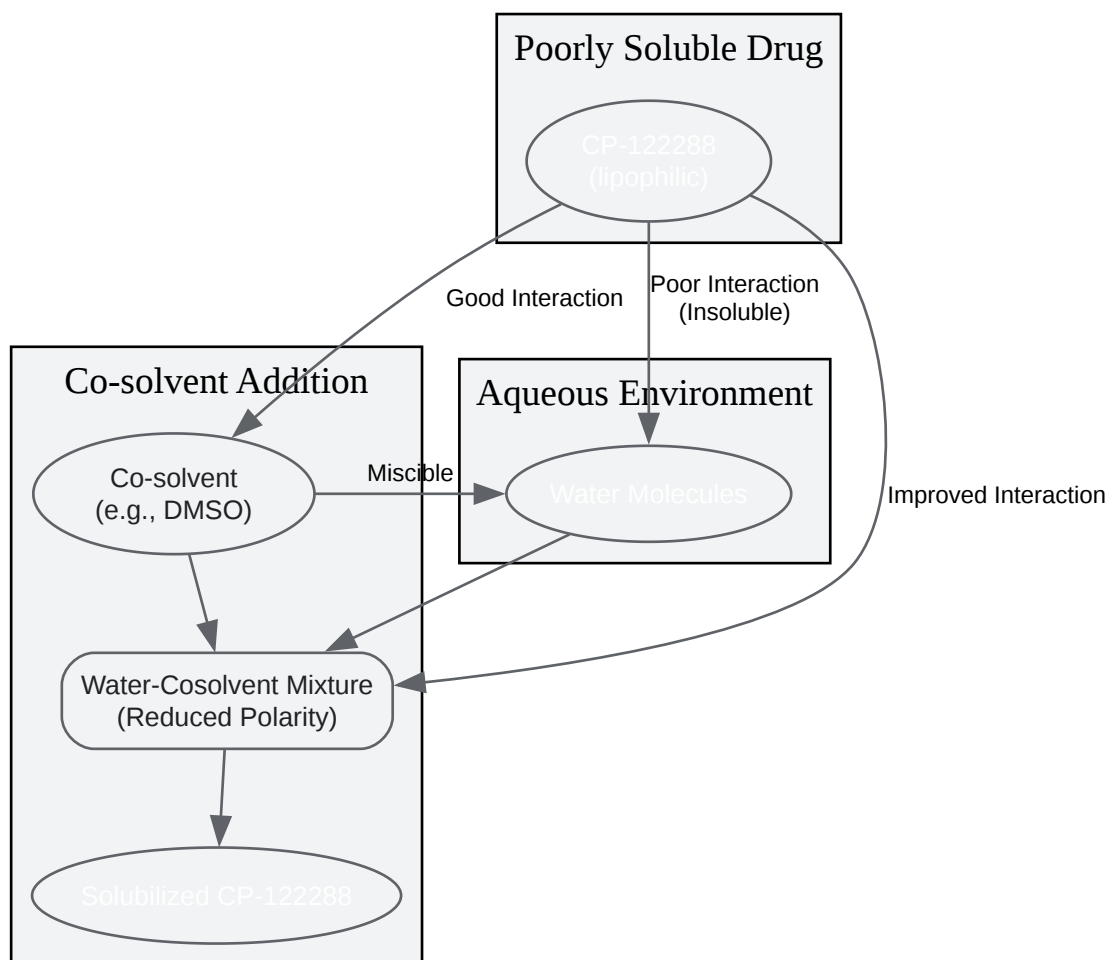 Poorly Soluble Drug
CP-122288
(lipophilic)
Good Interaction
Poor Interaction
(Insoluble)
Co-solvent Addition
Aqueous Environment
Co-solvent
(e.g., DMSO)
Miscible
Water Molecules
Improved Interaction
Water-Cosolvent Mixture
(Reduced Polarity)
Solubilized CP-122288